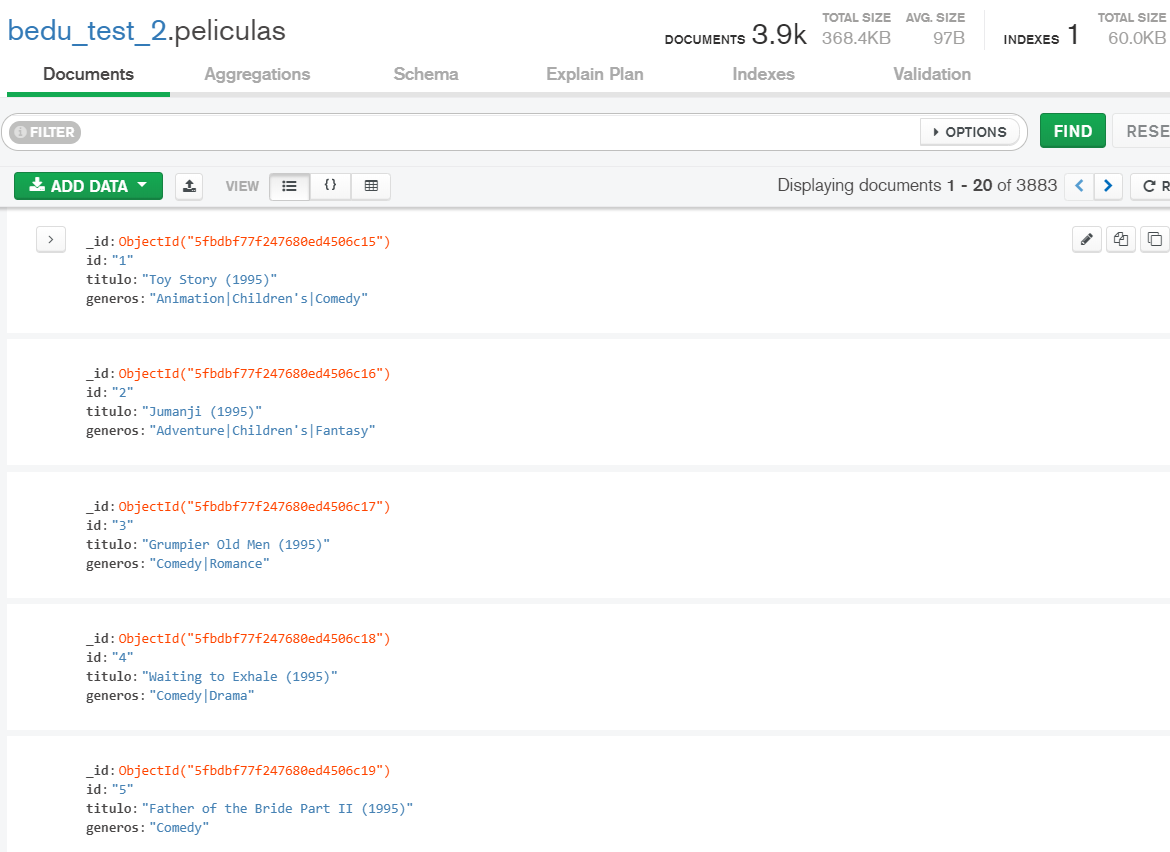 bedu_test_2.peliculas
DOCUMENTS 3.9k TOTAL SIZE 368.4KB AVG. SIZE 97B INDEXES 1 TOTAL SIZE 60.0KB
Documents Aggregations Schema Explain Plan Indexes Validation
FILTER OPTIONS FIND RESE
ADD DATA VIEW {} Displaying documents 1 - 20 of 3883 R
_id: ObjectId("5fbdbf77f247680ed4506c15")
id: "1"
titulo: "Toy Story (1995)"
generos: "Animation|Children's|Comedy"
_id: ObjectId("5fbdbf77f247680ed4506c16")
id: "2"
titulo: "Jumanji (1995)"
generos: "Adventure|Children's|Fantasy"
_id: ObjectId("5fbdbf77f247680ed4506c17")
id: "3"
titulo: "Grumpier Old Men (1995)"
generos: "Comedy|Romance"
_id: ObjectId("5fbdbf77f247680ed4506c18")
id: "4"
titulo: "Waiting to Exhale (1995)"
generos: "Comedy|Drama"
_id: ObjectId("5fbdbf77f247680ed4506c19")
id: "5"
titulo: "Father of the Bride Part II (1995)"
generos: "Comedy"